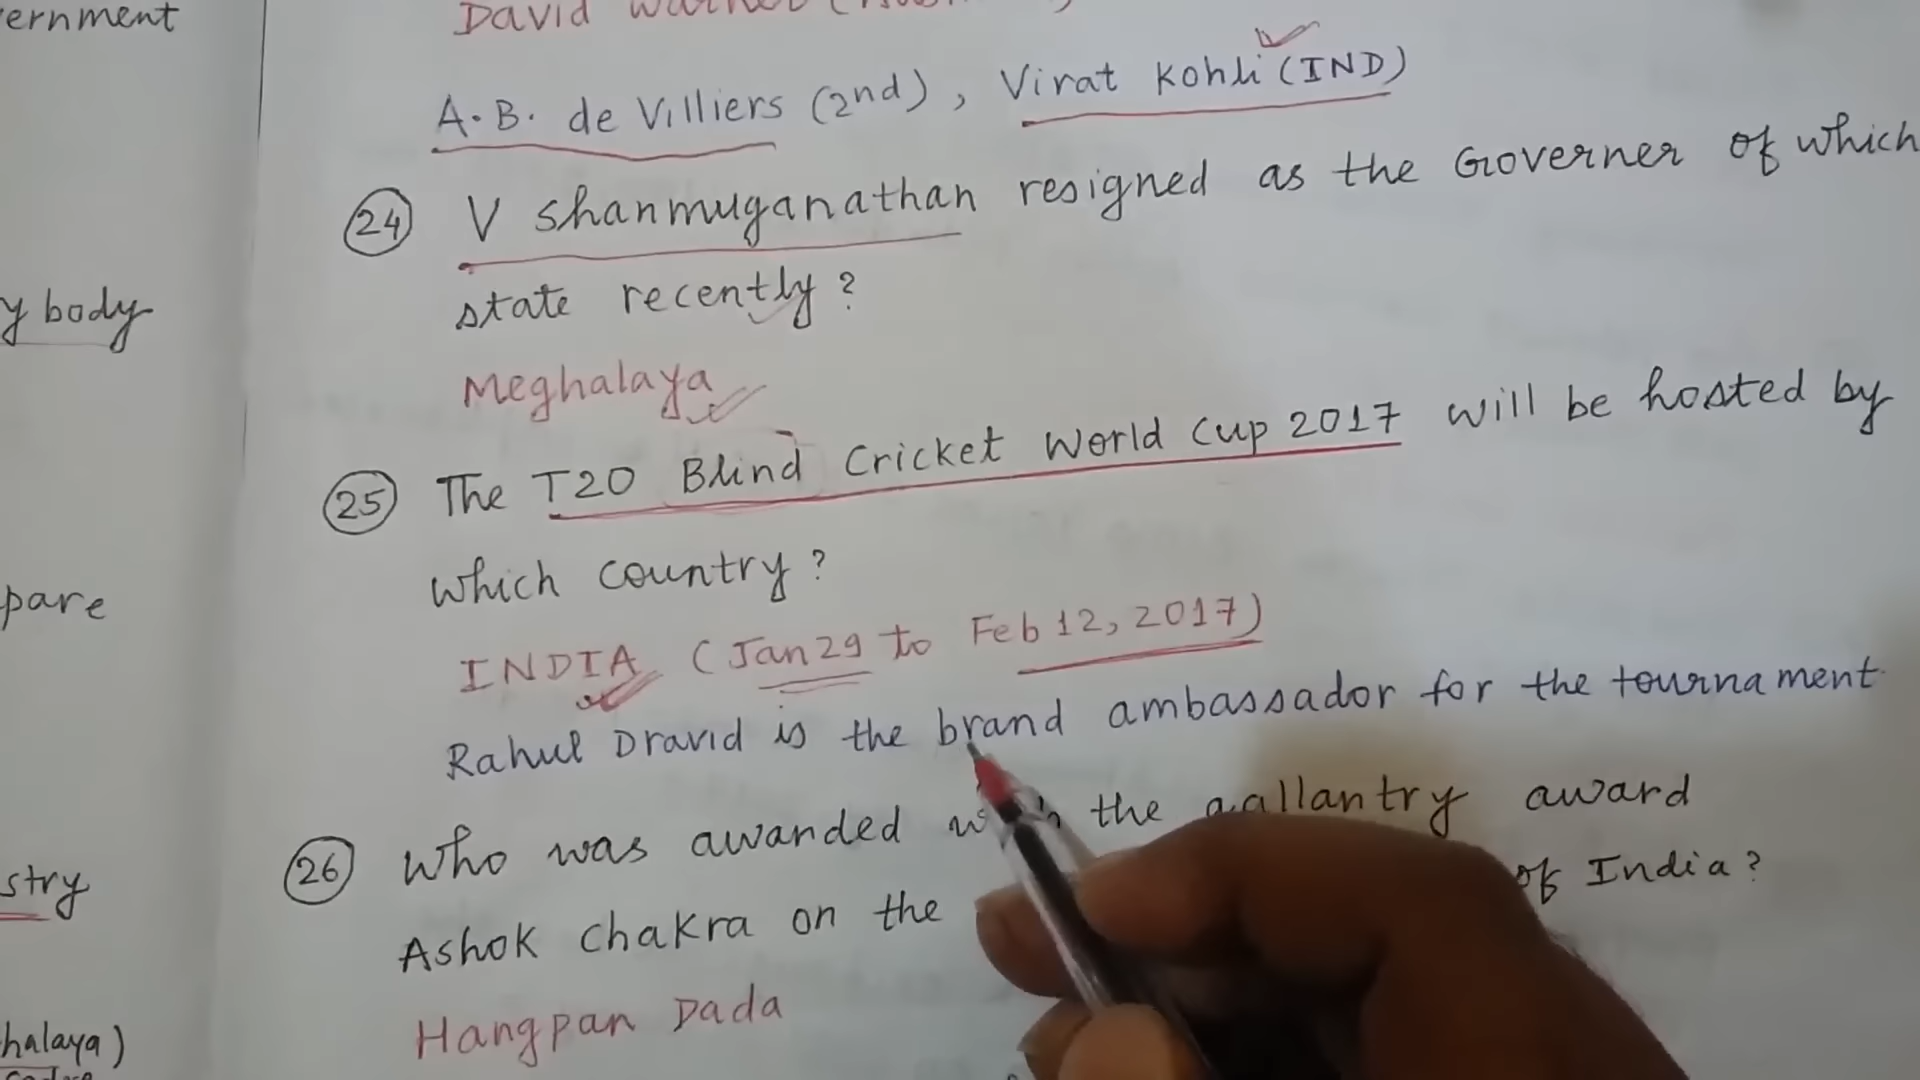 ernment
y body
pare
stry
halaya)
David
A.B. de Villiers (2nd), Virat Kohli (IND)
24 V Shanmuganathan resigned as the Governer of which
state recently?
Meghalaya
25 The T20 Blind Cricket World Cup 2017 will be hosted by
which country?
INDIA (Jan 29 to Feb 12, 2017)
Rahul Dravid is the brand ambassador for the tournament
26 Who was awanded the gallantry award
Ashok Chakra on the of India?
Hangpan Dada